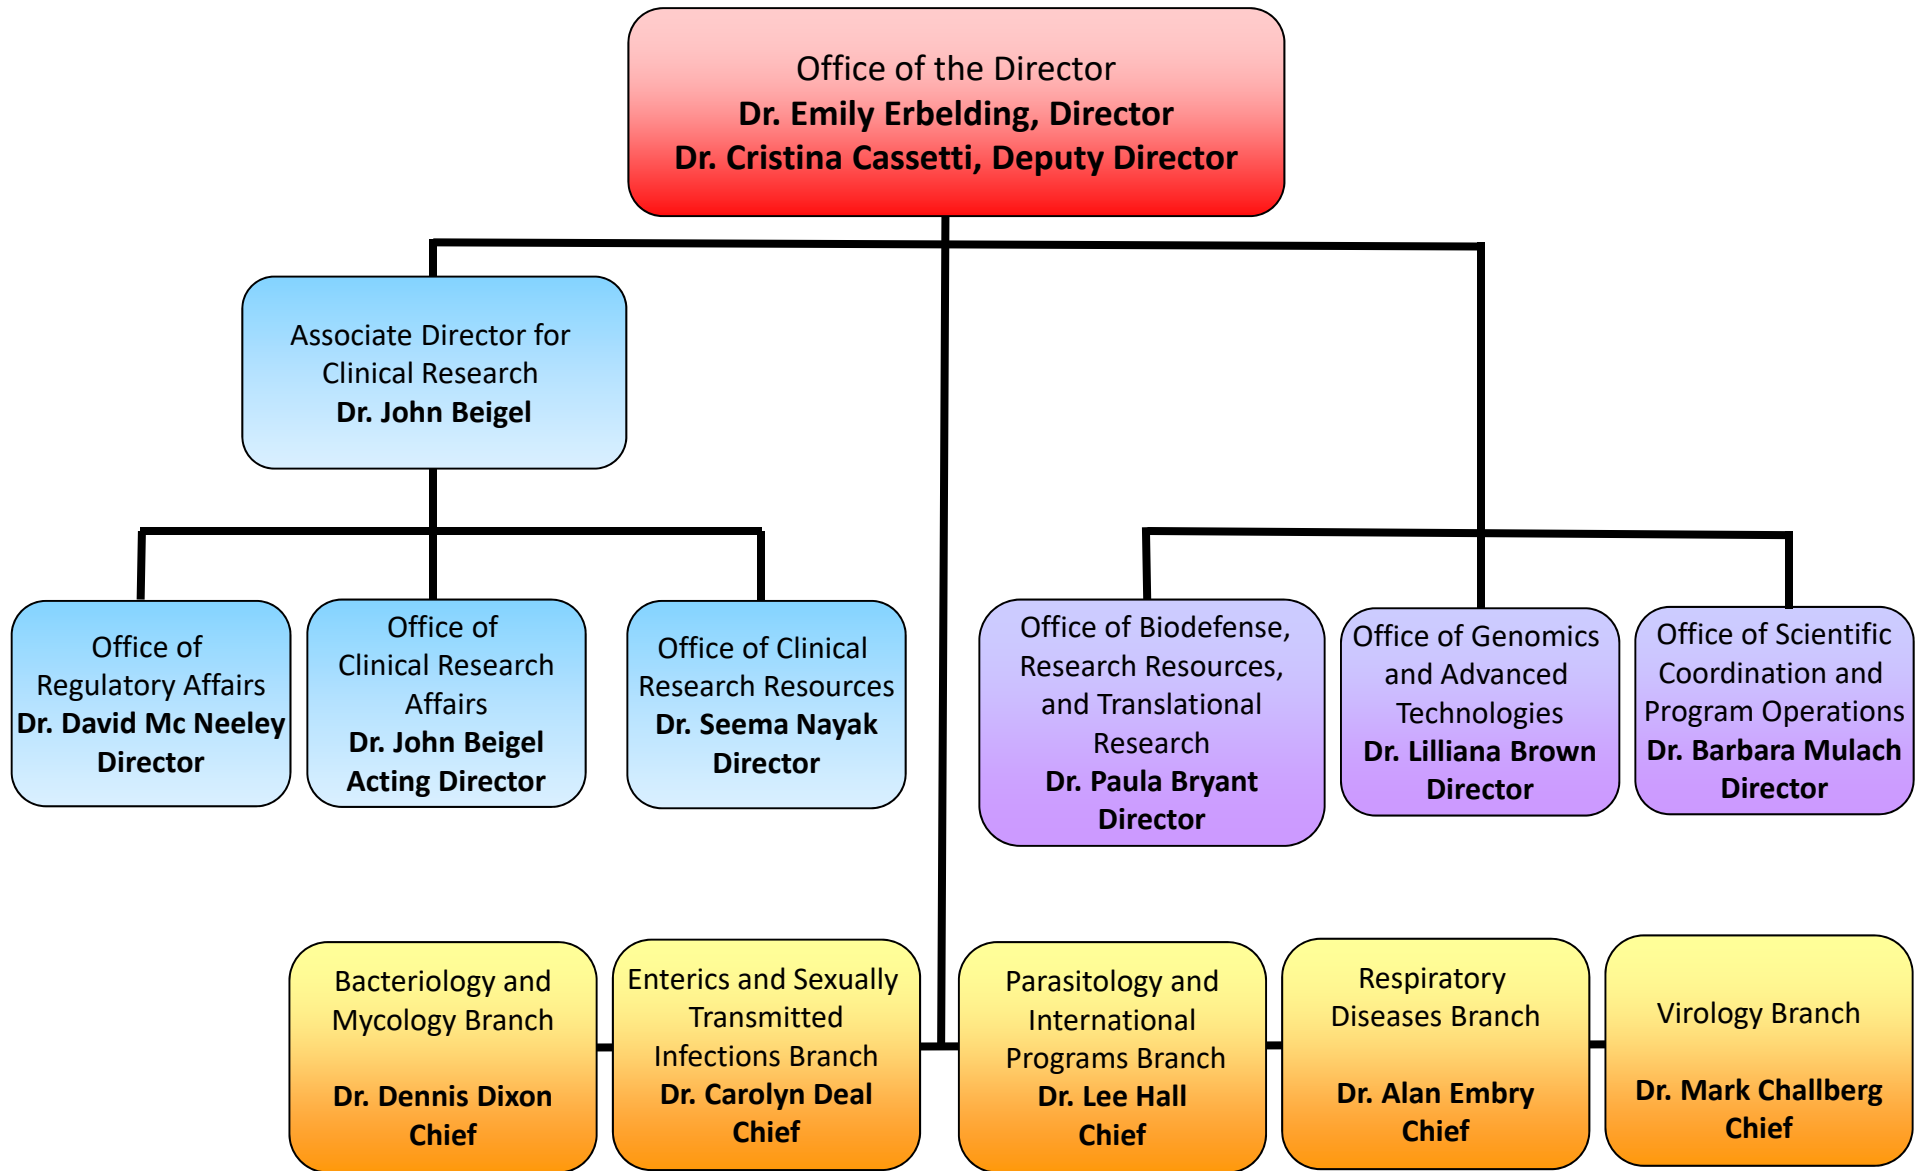 Office of the Director
Dr. Emily Erbelding, Director
Dr. Cristina Cassetti, Deputy Director
Associate Director for
Clinical Research
Dr. John Beigel
Office of
Regulatory Affairs
Dr. David Mc Neeley
Director
Office of
Clinical Research
Affairs
Dr. John Beigel
Acting Director
Office of Clinical
Research Resources
Dr. Seema Nayak
Director
Office of Biodefense,
Research Resources,
and Translational
Research
Dr. Paula Bryant
Director
Office of Genomics
and Advanced
Technologies
Dr. Lilliana Brown
Director
Office of Scientific
Coordination and
Program Operations
Dr. Barbara Mulach
Director
Bacteriology and
Mycology Branch
Dr. Dennis Dixon
Chief
Enterics and Sexually
Transmitted
Infections Branch
Dr. Carolyn Deal
Chief
Parasitology and
International
Programs Branch
Dr. Lee Hall
Chief
Respiratory
Diseases Branch
Dr. Alan Embry
Chief
Virology Branch
Dr. Mark Challberg
Chief